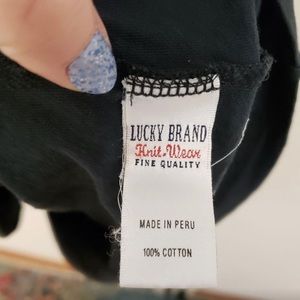 LUCKY BRAND
Knit-Wear
FINE QUALITY
MADE IN PERU
100% COTTON